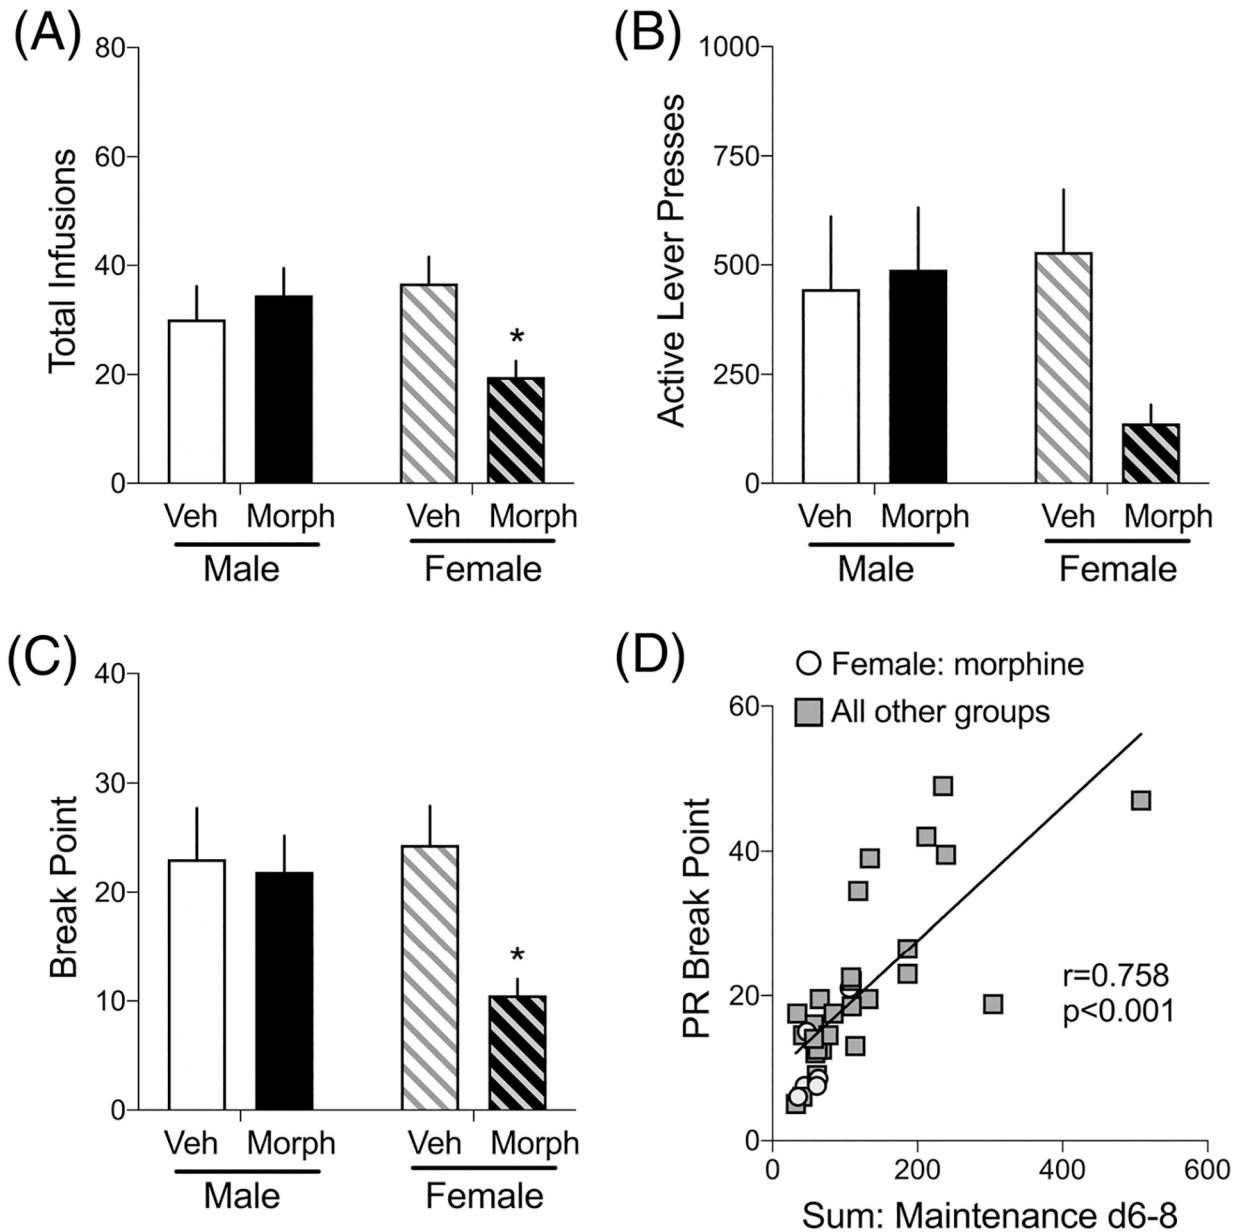 (A)
80
60
40
20
0
Total Infusions
*
Veh Morph Veh Morph
Male Female
(B)
1000
750
500
250
0
Active Lever Presses
Veh Morph Veh Morph
Male Female
(C)
40
30
20
10
0
Break Point
*
Veh Morph Veh Morph
Male Female
(D)
Female: morphine
All other groups
60
40
20
0
PR Break Point
r=0.758
p<0.001
0 200 400 600
Sum: Maintenance d6-8